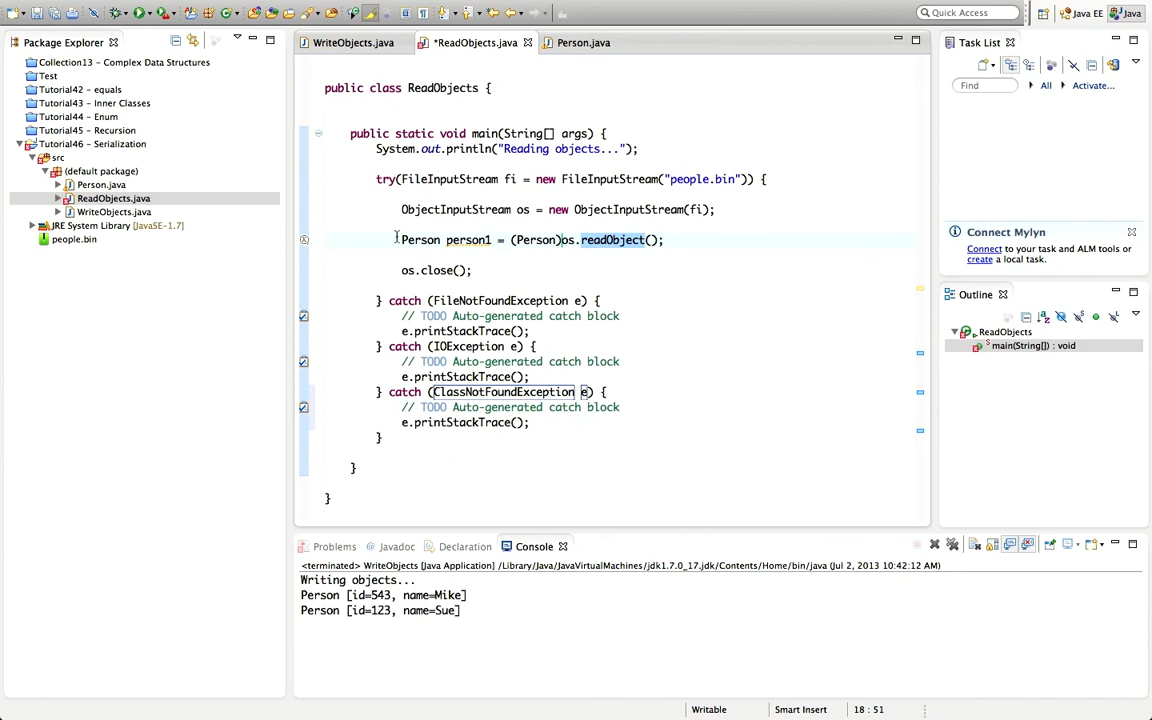 Quick Access
Java EE
Java
Package Explorer
Collection13 - Complex Data Structures
Test
Tutorial42 - equals
Tutorial43 - Inner Classes
Tutorial44 - Enum
Tutorial45 - Recursion
Tutorial46 - Serialization
src
(default package)
Person.java
ReadObjects.java
WriteObjects.java
JRE System Library [JavaSE-1.7]
people.bin
WriteObjects.java
*ReadObjects.java
Person.java
public class ReadObjects {
public static void main(String[] args) {
System.out.println("Reading objects...");
try(FileInputStream fi = new FileInputStream("people.bin")) {
ObjectInputStream os = new ObjectInputStream(fi);
Person person1 = (Person)os.readObject();
os.close();
} catch (FileNotFoundException e) {
// TODO Auto-generated catch block
e.printStackTrace();
} catch (IOException e) {
// TODO Auto-generated catch block
e.printStackTrace();
} catch (ClassNotFoundException e) {
// TODO Auto-generated catch block
e.printStackTrace();
}
}
}
Task List
Find
All
Activate...
Connect Mylyn
Connect to your task and ALM tools or
create a local task.
Outline
ReadObjects
main(String[]) : void
Problems
Javadoc
Declaration
Console
<terminated> WriteObjects [Java Application] /Library/Java/JavaVirtualMachines/jdk1.7.0_17.jdk/Contents/Home/bin/java (Jul 2, 2013 10:42:12 AM)
Writing objects...
Person [id=543, name=Mike]
Person [id=123, name=Sue]
Writable
Smart Insert
18 : 51